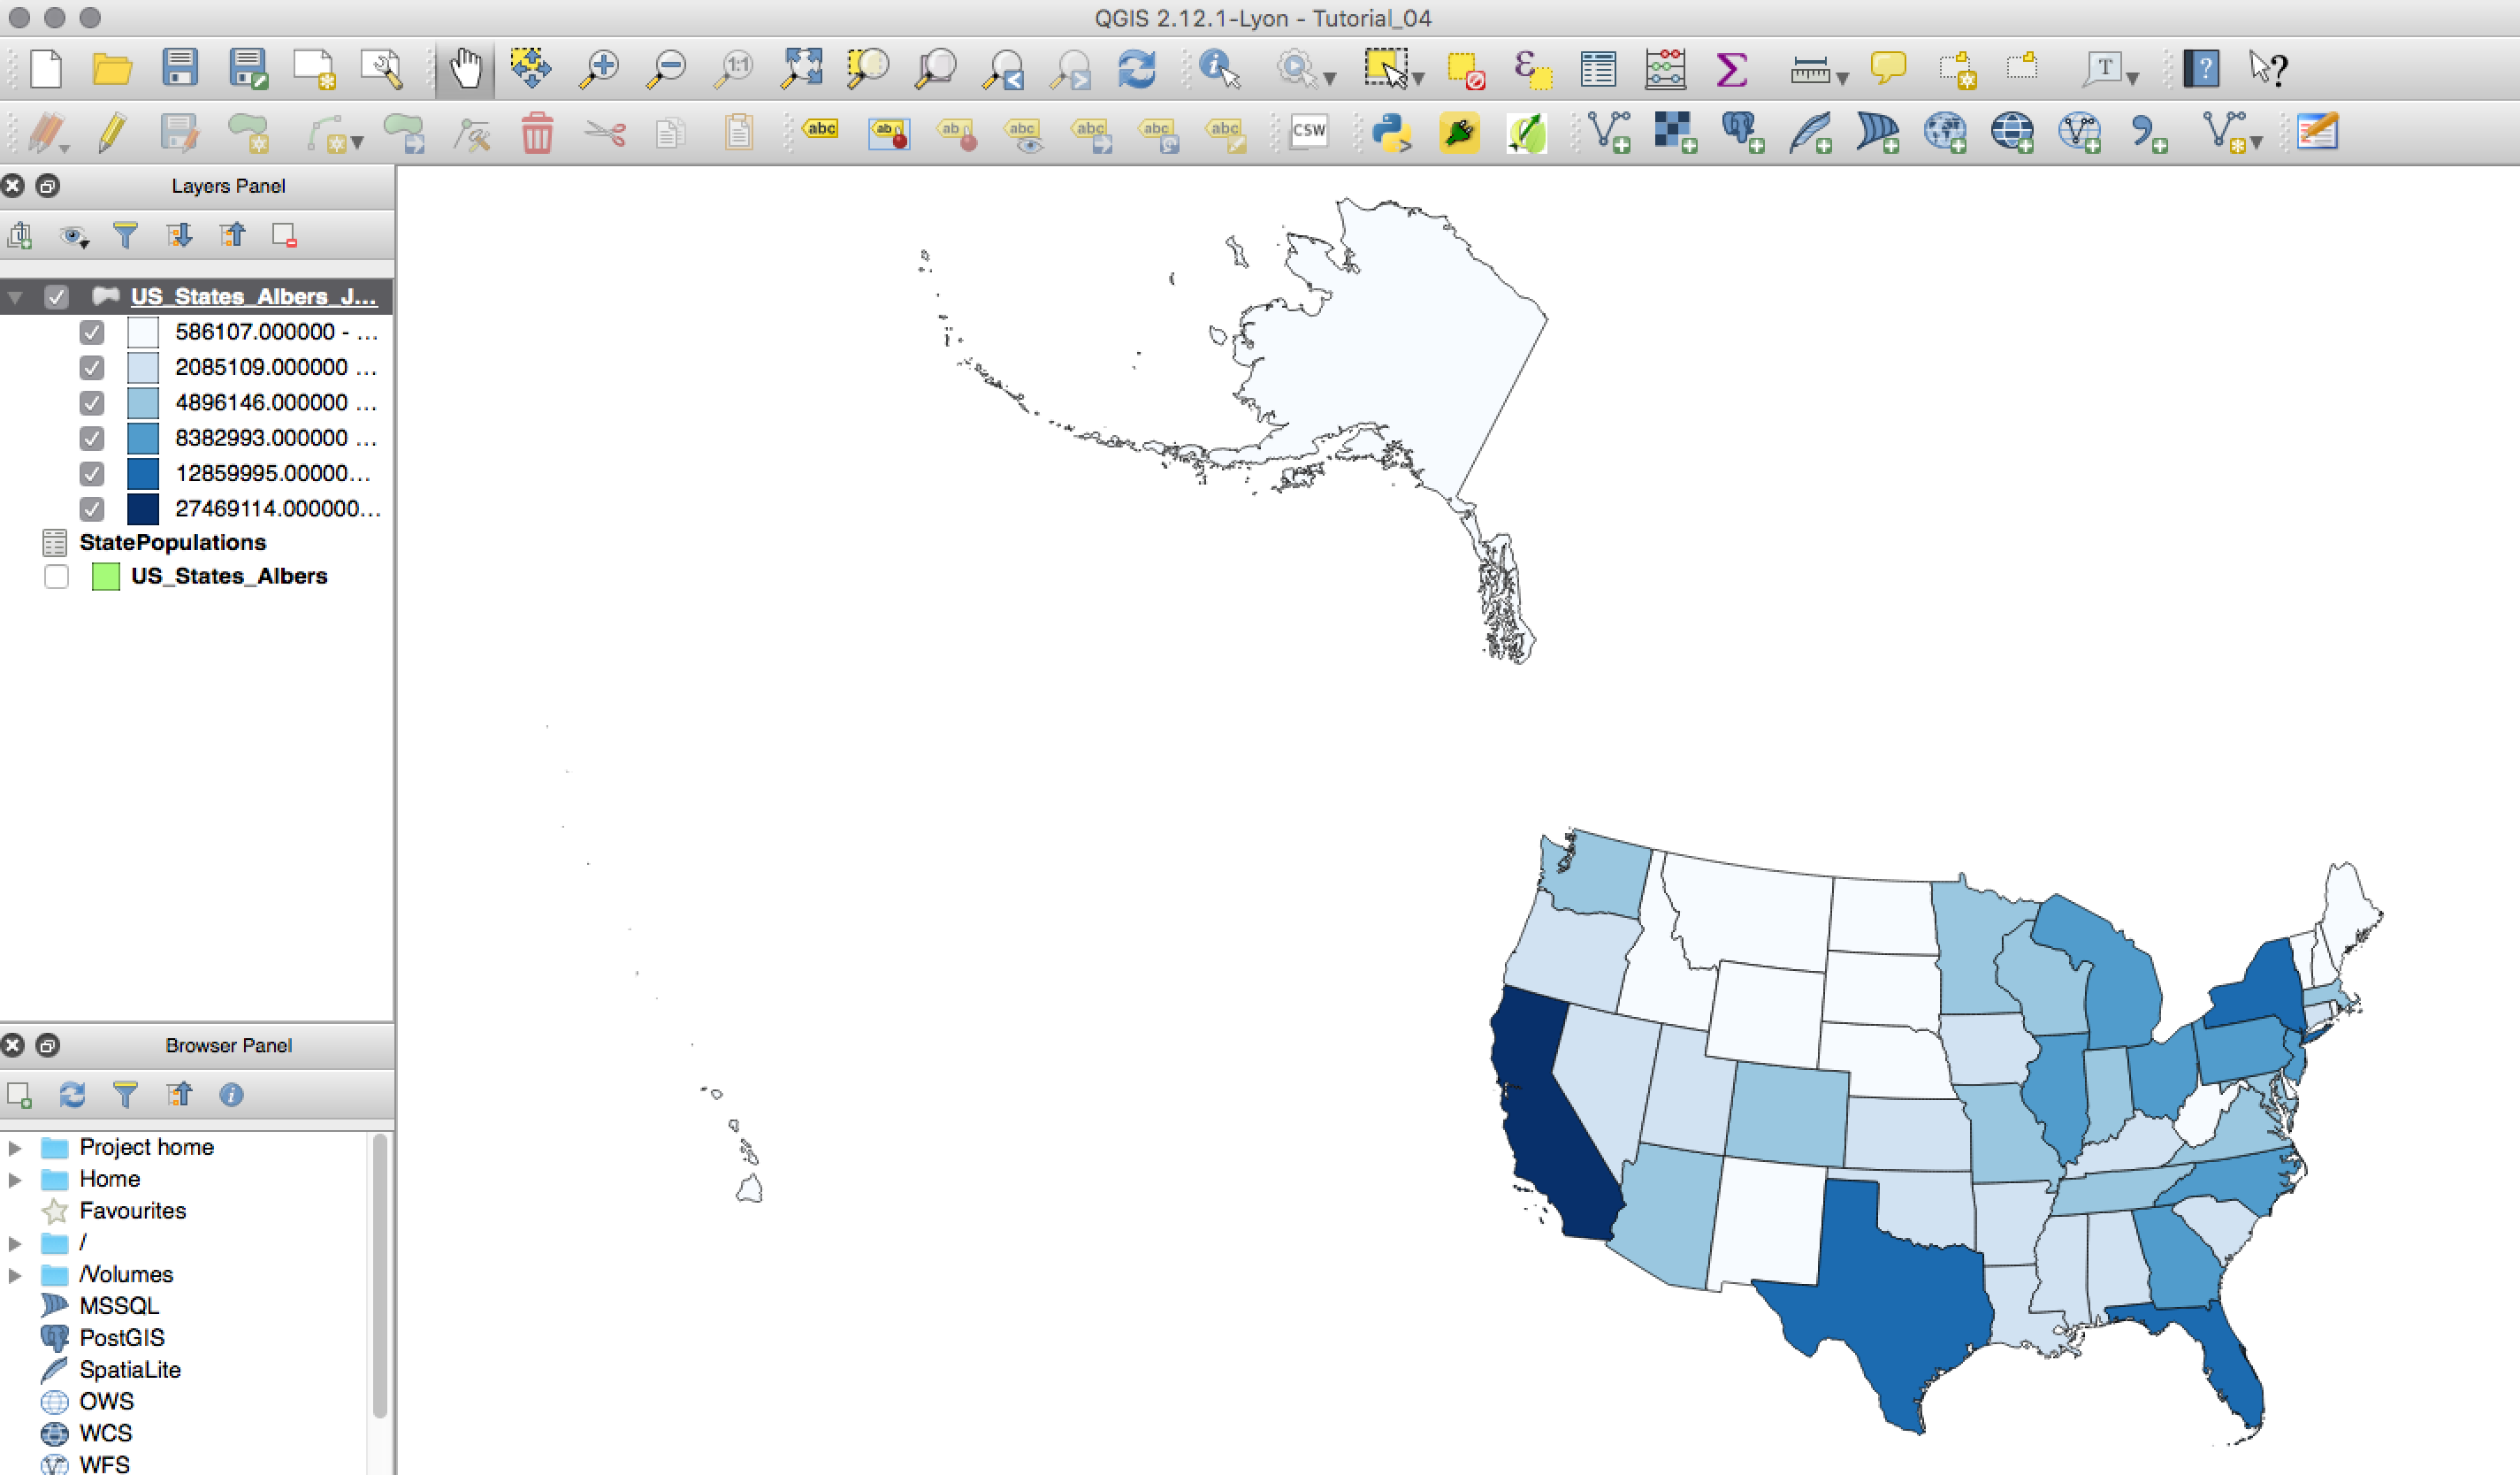 QGIS 2.12.1-Lyon - Tutorial_04
1:1
T
?
?
abc
ab
ab
abc
abc
abc
abc
CSW
Layers Panel
US_States_Albers_J...
586107.000000 - ...
2085109.000000 ...
4896146.000000 ...
8382993.000000 ...
12859995.00000...
27469114.000000...
StatePopulations
US_States_Albers
Browser Panel
Project home
Home
Favourites
/
/Volumes
MSSQL
PostGIS
SpatiaLite
OWS
WCS
WFS